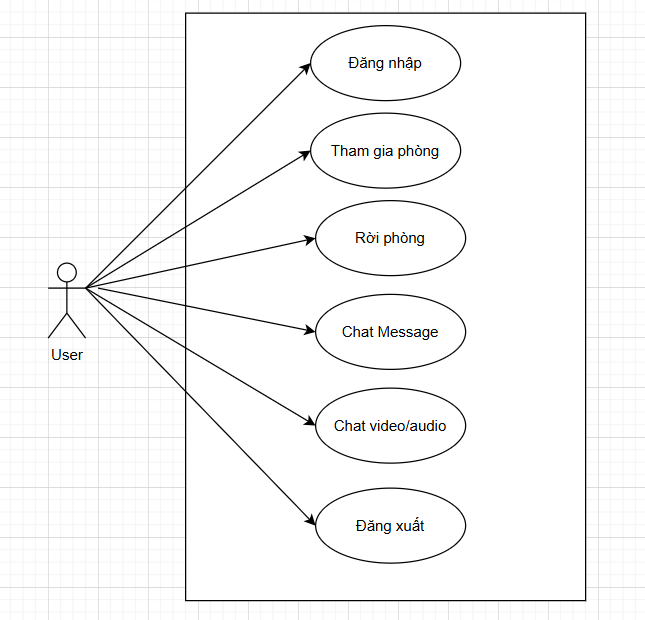 Đăng nhập
Tham gia phòng
Rời phòng
Chat Message
User
Chat video/audio
Đăng xuất